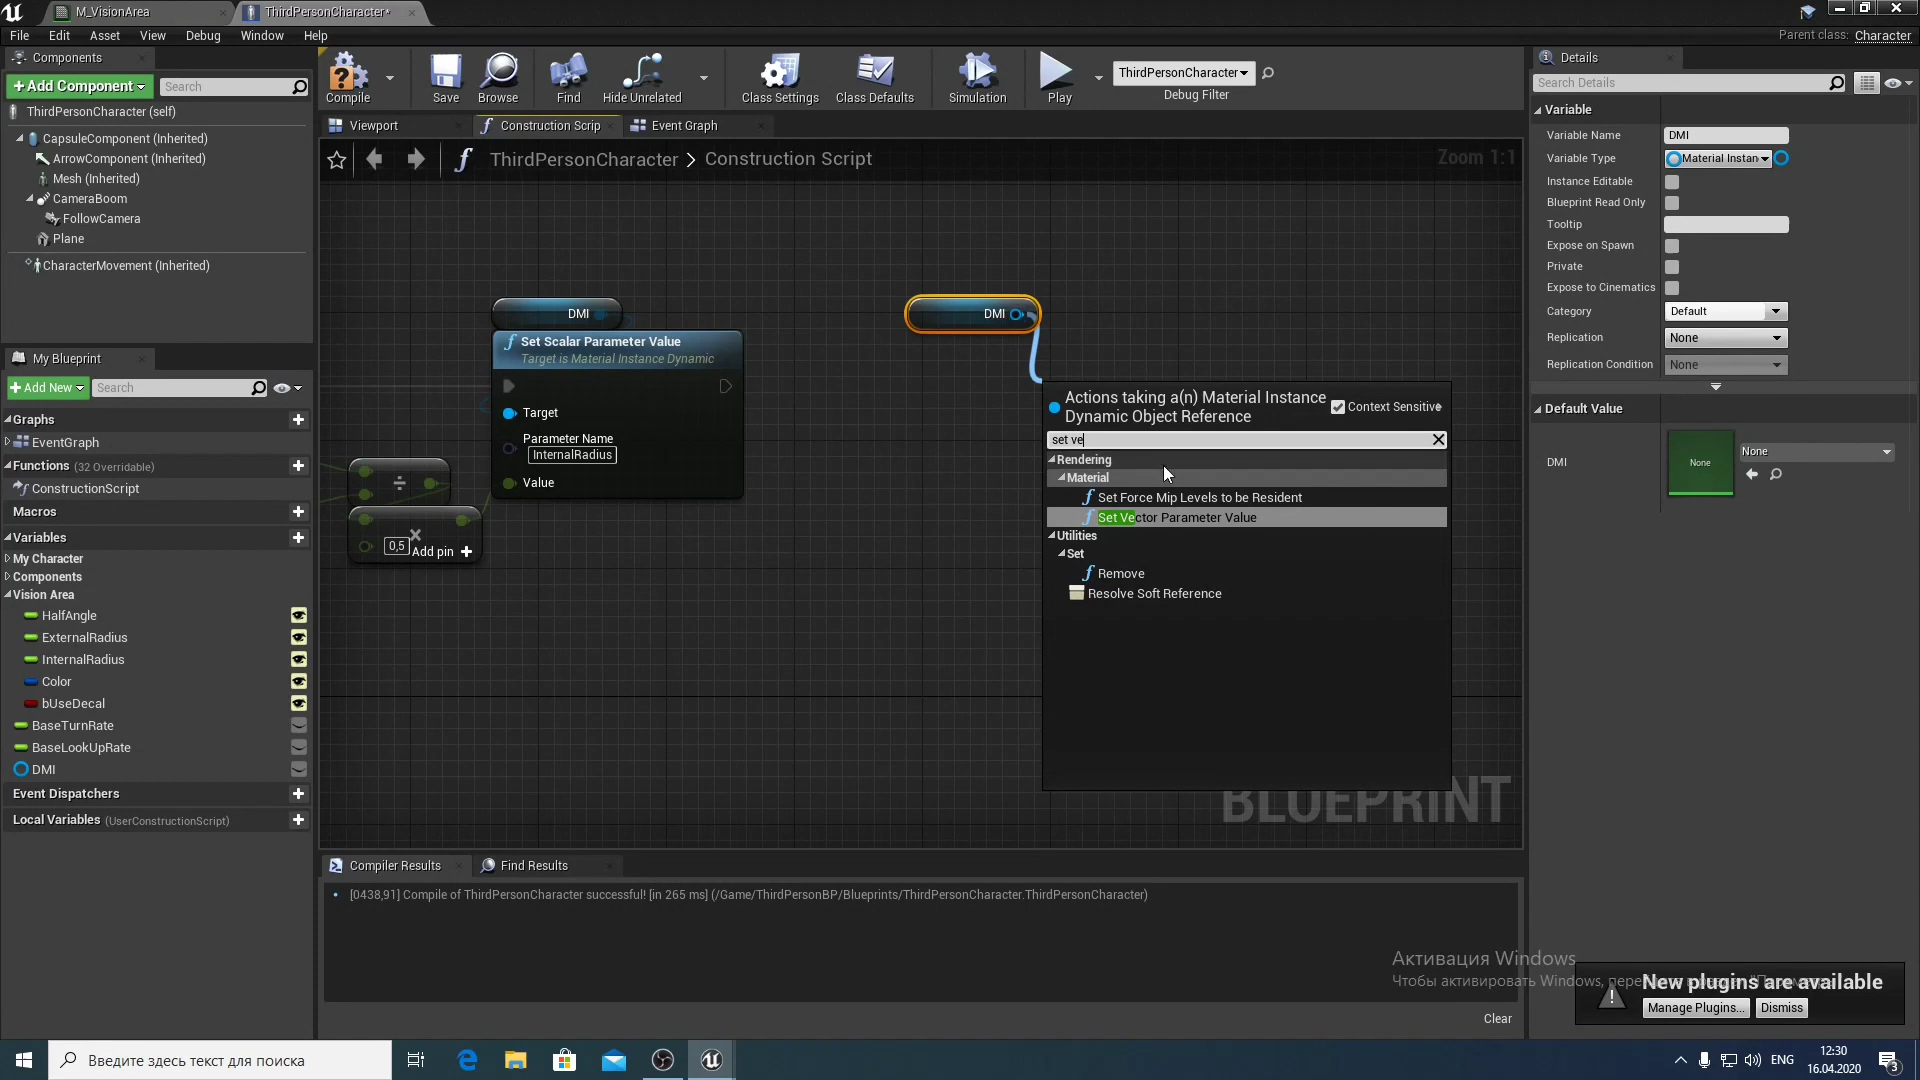 M_VisionArea
ThirdPersonCharacter*
File Edit Asset View Debug Window Help
Parent class: Character
Components
+Add Component
Search
ThirdPersonCharacter (self)
CapsuleComponent (Inherited)
ArrowComponent (Inherited)
Mesh (Inherited)
CameraBoom
FollowCamera
Plane
CharacterMovement (Inherited)
My Blueprint
+Add New
Search
Graphs
EventGraph
Functions (32 Overridable)
ConstructionScript
Macros
Variables
My Character
Components
Vision Area
HalfAngle
ExternalRadius
InternalRadius
Color
bUseDecal
BaseTurnRate
BaseLookUpRate
DMI
Event Dispatchers
Local Variables (UserConstructionScript)
Compile
Save
Browse
Find
Hide Unrelated
Class Settings
Class Defaults
Simulation
Play
ThirdPersonCharacter
Debug Filter
Viewport
Construction Scrip
Event Graph
ThirdPersonCharacter > Construction Script
Zoom 1:1
DMI
Set Scalar Parameter Value
Target is Material Instance Dynamic
Target
Parameter Name
InternalRadius
Value
÷
×
0,5
Add pin +
DMI
Actions taking a(n) Material Instance
Dynamic Object Reference
Context Sensitive
set ve
Rendering
Material
Set Force Mip Levels to be Resident
Set Vector Parameter Value
Utilities
Set
Remove
Resolve Soft Reference
BLUEPRINT
Compiler Results
Find Results
[0438,91] Compile of ThirdPersonCharacter successful! [in 265 ms] (/Game/ThirdPersonBP/Blueprints/ThirdPersonCharacter.ThirdPersonCharacter)
Clear
Details
Search Details
Variable
Variable Name DMI
Variable Type Material Instan
Instance Editable
Blueprint Read Only
Tooltip
Expose on Spawn
Private
Expose to Cinematics
Category Default
Replication None
Replication Condition None
Default Value
DMI None None
Активация Windows
Чтобы активировать Windows,
New plugins are available
Manage Plugins... Dismiss
Введите здесь текст для поиска
ENG
12:30
16.04.2020
3